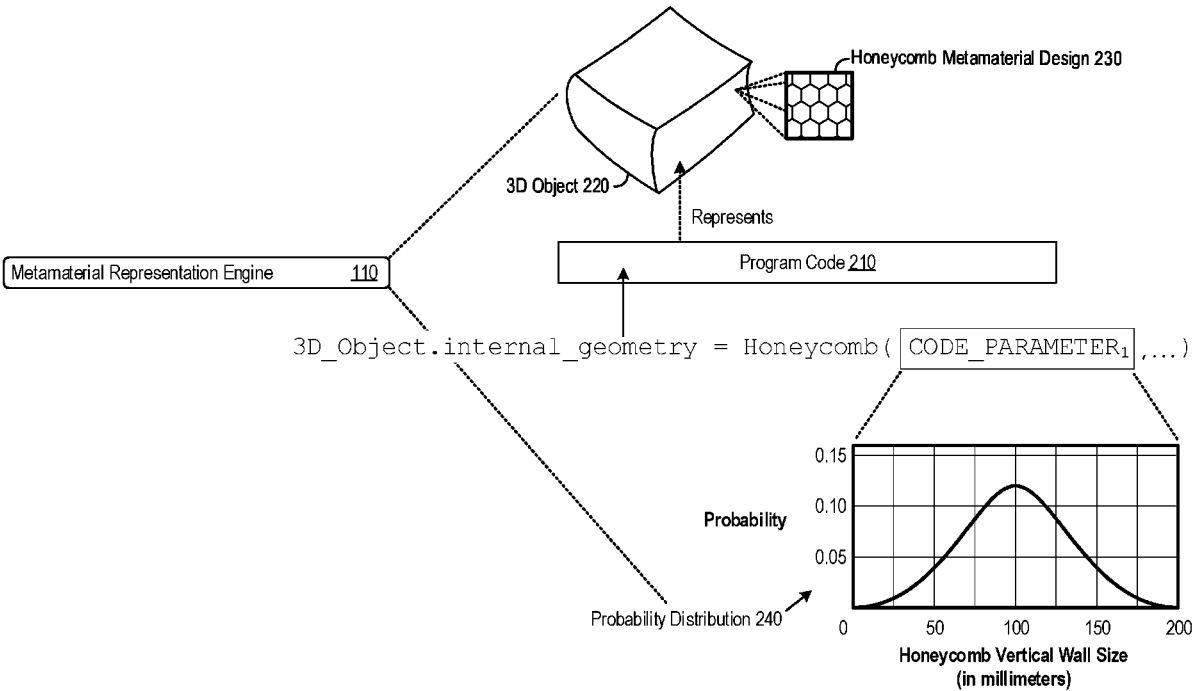 Honeycomb Metamaterial Design 230
3D Object 220
Represents
Metamaterial Representation Engine 110
Program Code 210
3D_Object.internal_geometry = Honeycomb( CODE_PARAMETER₁ ,...)
0.15
0.10
0.05
Probability
Probability Distribution 240
0 50 100 150 200
Honeycomb Vertical Wall Size
(in millimeters)